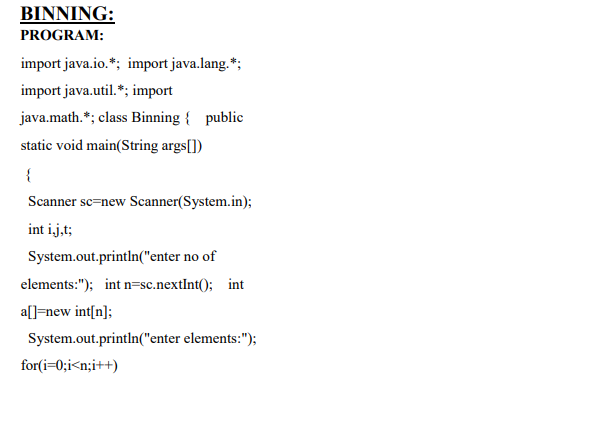 BINNING:
PROGRAM:
import java.io.*; import java.lang.*;
import java.util.*; import
java.math.*; class Binning { public
static void main(String args[])
{
Scanner sc=new Scanner(System.in);
int i,j,t;
System.out.println("enter no of
elements:"); int n=sc.nextInt(); int
a[]=new int[n];
System.out.println("enter elements:");
for(i=0;i<n;i++)